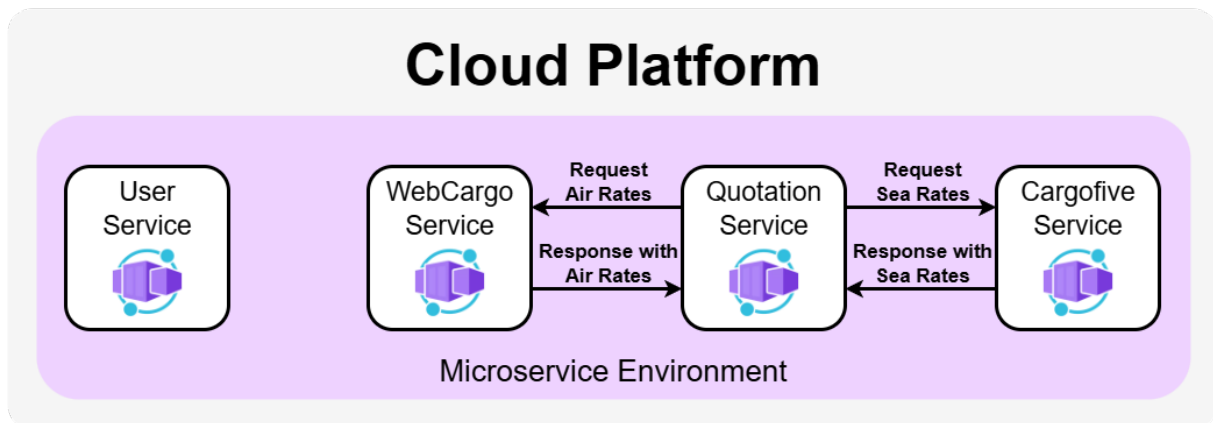 Cloud Platform
User
Service
WebCargo
Service
Request
Air Rates
Response with
Air Rates
Quotation
Service
Request
Sea Rates
Response with
Sea Rates
Cargofive
Service
Microservice Environment